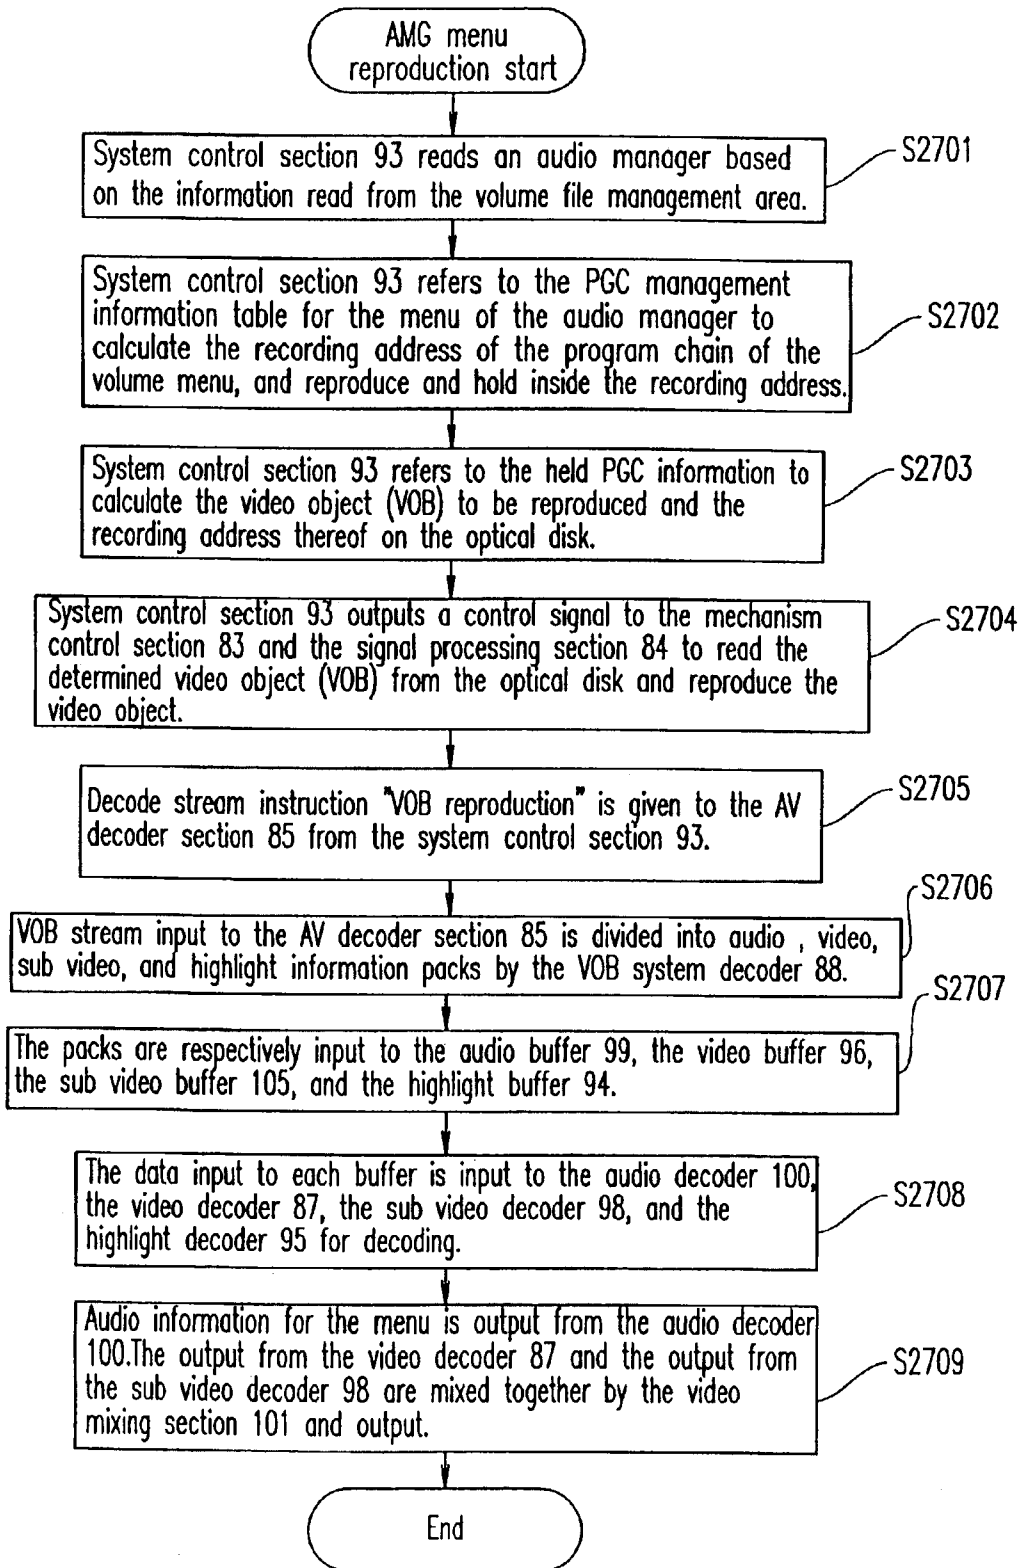 AMG menu
reproduction start
System control section 93 reads an audio manager based
on the information read from the volume file management area.
S2701
System control section 93 refers to the PGC management
information table for the menu of the audio manager to
calculate the recording address of the program chain of the
volume menu, and reproduce and hold inside the recording address.
S2702
System control section 93 refers to the held PGC information to
calculate the video object (VOB) to be reproduced and the
recording address thereof on the optical disk.
S2703
System control section 93 outputs a control signal to the mechanism
control section 83 and the signal processing section 84 to read the
determined video object (VOB) from the optical disk and reproduce the
video object.
S2704
Decode stream instruction "VOB reproduction" is given to the AV
decoder section 85 from the system control section 93.
S2705
VOB stream input to the AV decoder section 85 is divided into audio , video,
sub video, and highlight information packs by the VOB system decoder 88.
S2706
The packs are respectively input to the audio buffer 99, the video buffer 96,
the sub video buffer 105, and the highlight buffer 94.
S2707
The data input to each buffer is input to the audio decoder 100,
the video decoder 87, the sub video decoder 98, and the
highlight decoder 95 for decoding.
S2708
Audio information for the menu is output from the audio decoder
100.The output from the video decoder 87 and the output from
the sub video decoder 98 are mixed together by the video
mixing section 101 and output.
S2709
End